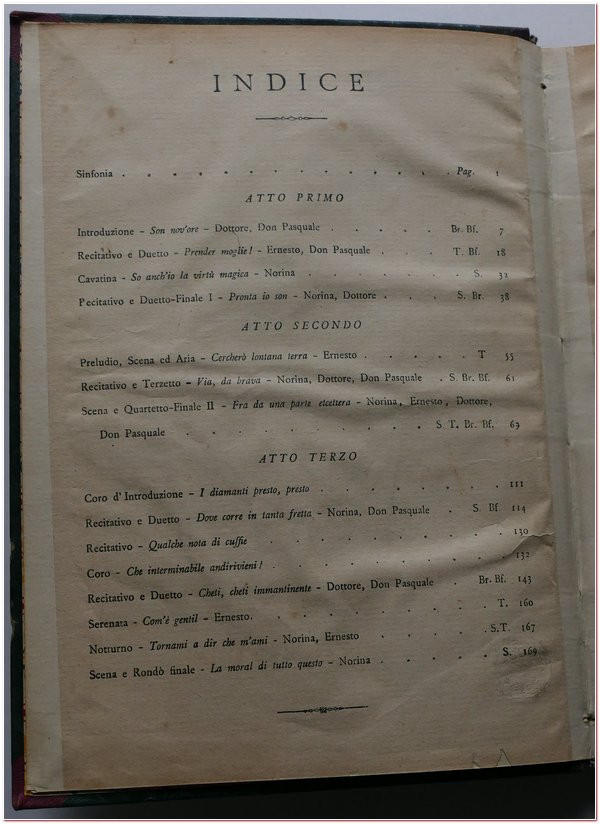 INDICE
Sinfonia . . . . . . . . . . . . . . Pag. 1
ATTO PRIMO
Introduzione - Son nov'ore - Dottore, Don Pasquale . . . . . Br. Bf. 7
Recitativo e Duetto - Prender moglie! - Ernesto, Don Pasquale . . . T. Bf. 18
Cavatina - So anch'io la virtù magica - Norina . . . . . . S. 32
Pecitativo e Duetto-Finale I - Pronta io son - Norina, Dottore . . . S. Br. 38
ATTO SECONDO
Preludio, Scena ed Aria - Cercherò lontana terra - Ernesto . . . . . T 55
Recitativo e Terzetto - Via, da brava - Norina, Dottore, Don Pasquale . S. Br. Bf. 61
Scena e Quartetto-Finale II - Fra da una parte etcettera - Norina, Ernesto, Dottore,
Don Pasquale . . . . . . . . . . S. T. Br. Bf. 63
ATTO TERZO
Coro d'Introduzione - I diamanti presto, presto . . . . . . . 111
Recitativo e Duetto - Dove corre in tanta fretta - Norina, Don Pasquale . S. Bf. 114
Recitativo - Qualche nota di cuffie . . . . . . . . . 130
Coro - Che interminabile andirivieni! . . . . . . . . . 132
Recitativo e Duetto - Cheti, cheti immantinente - Dottore, Don Pasquale . Br. Bf. 143
Serenata - Com'è gentil - Ernesto. . . . . . . . T. 160
Notturno - Tornami a dir che m'ami - Norina, Ernesto . . . . . S.T. 167
Scena e Rondò finale - La moral di tutto questo - Norina . . . . . S. 169